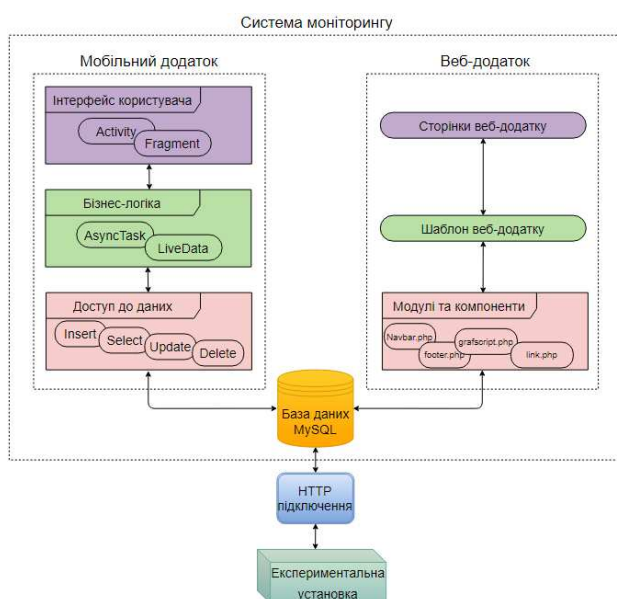 Система моніторингу
Мобільний додаток
Інтерфейс користувача
Activity
Fragment
Бізнес-логіка
AsyncTask
LiveData
Доступ до даних
Insert
Select
Update
Delete
Веб-додаток
Сторінки веб-додатку
Шаблон веб-додатку
Модулі та компоненти
Navbar.php
footer.php
grafscript.php
link.php
База даних
MySQL
HTTP
підключення
Експериментальна
установка